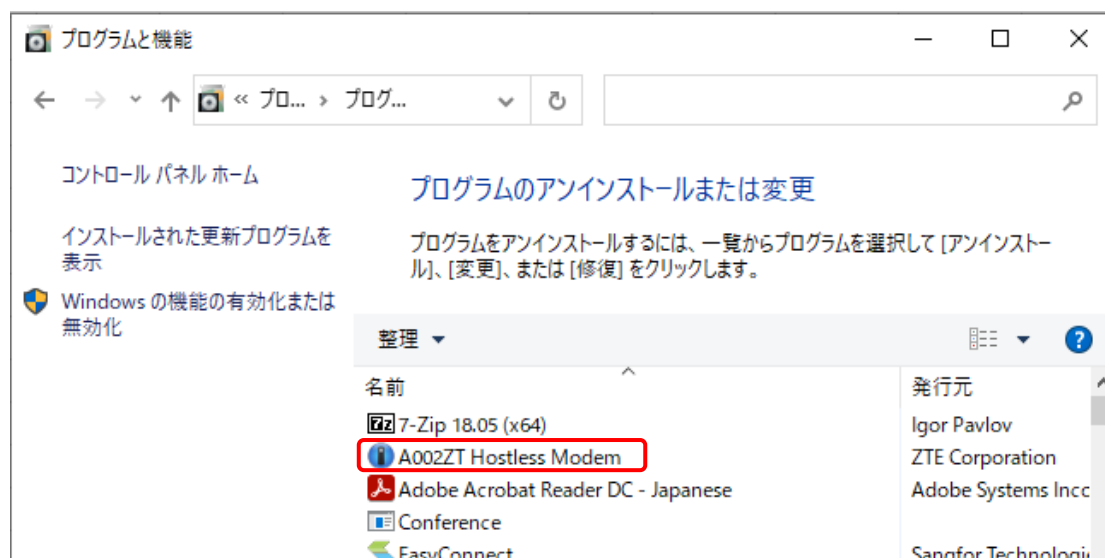 プログラムと機能
« プロ... › プログ...
コントロール パネル ホーム
インストールされた更新プログラムを
表示
Windows の機能の有効化または
無効化
プログラムのアンインストールまたは変更
プログラムをアンインストールするには、一覧からプログラムを選択して [アンインストー
ル]、[変更]、または [修復] をクリックします。
整理
名前 発行元
7-Zip 18.05 (x64) Igor Pavlov
A002ZT Hostless Modem ZTE Corporation
Adobe Acrobat Reader DC - Japanese Adobe Systems Incc
Conference
EasyConnect Sangfor Technologi